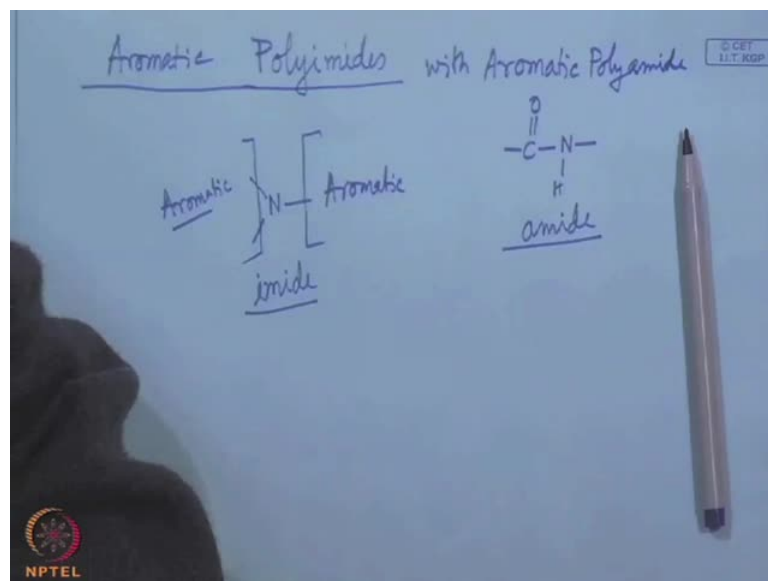 Aromatic Polyimides with Aromatic Polyamide
© CET
I.I.T. KGP
O
-C-N-
H
Aromatic N Aromatic
amide
imide
NPTEL